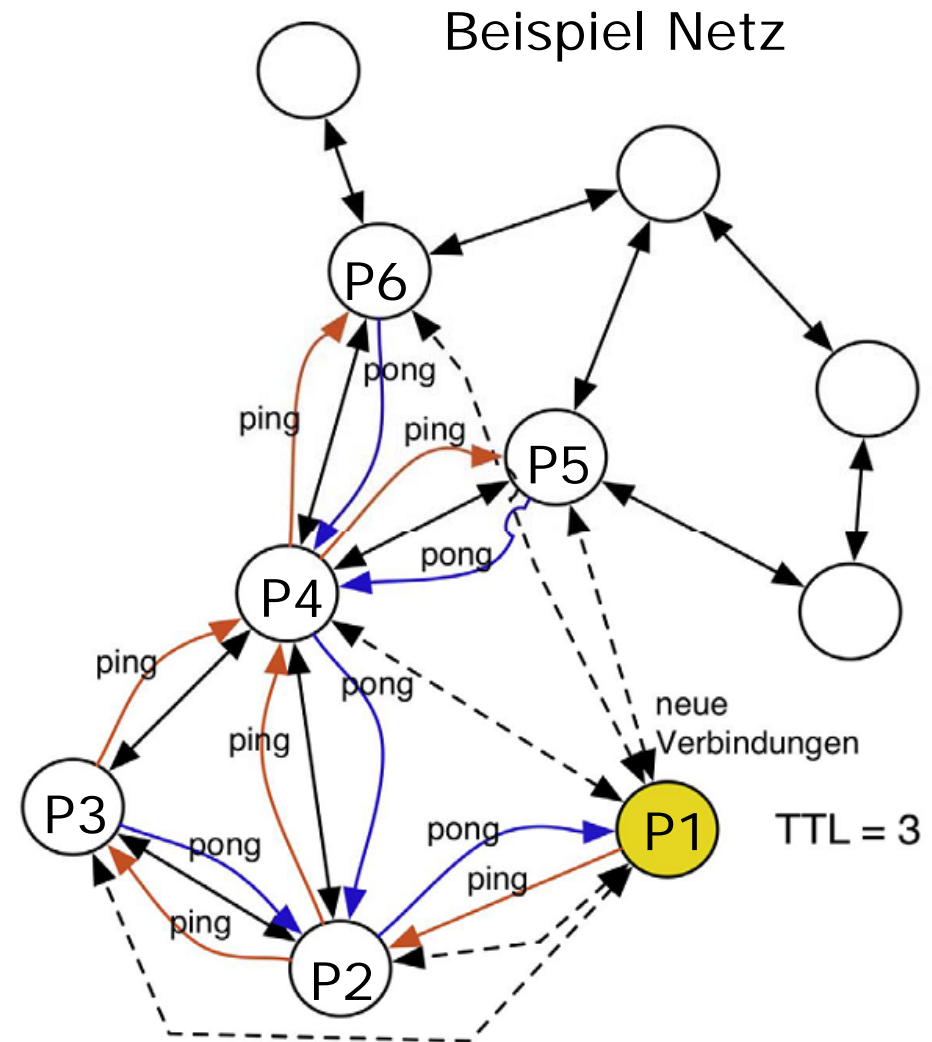 Beispiel Netz
P6
pong
ping
ping
P5
pong
P4
ping
pong
neue
Verbindungen
ping
P3
P1
TTL = 3
pong
pong
ping
ping
P2